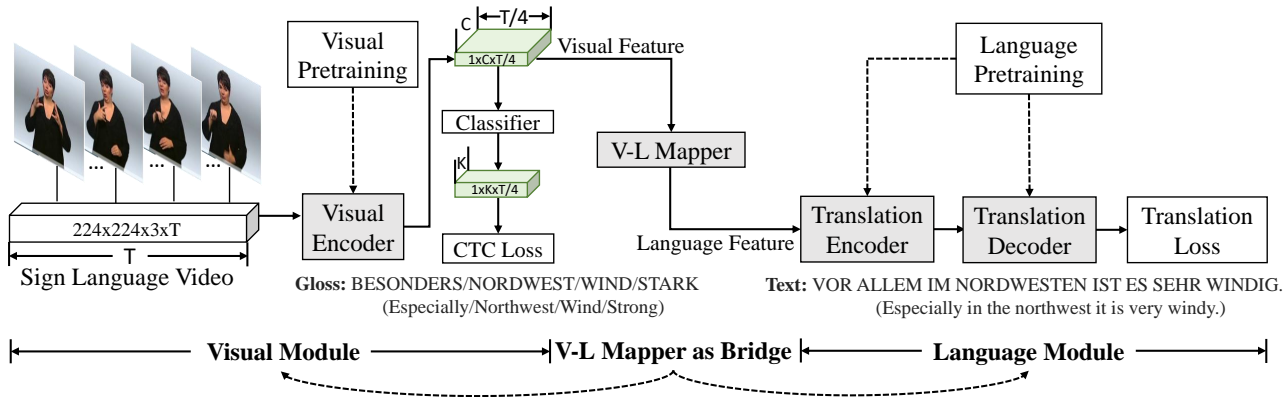 C
T/4
1xCxT/4
Visual Feature
Visual
Pretraining
Language
Pretraining
Classifier
K
1xKxT/4
V-L Mapper
... ... ...
224x224x3xT
T
Sign Language Video
Visual
Encoder
CTC Loss
Language Feature
Translation
Encoder
Translation
Decoder
Translation
Loss
Gloss: BESONDERS/NORDWEST/WIND/STARK
(Especially/Northwest/Wind/Strong)
Text: VOR ALLEM IM NORDWESTEN IST ES SEHR WINDIG.
(Especially in the northwest it is very windy.)
Visual Module
V-L Mapper as Bridge
Language Module